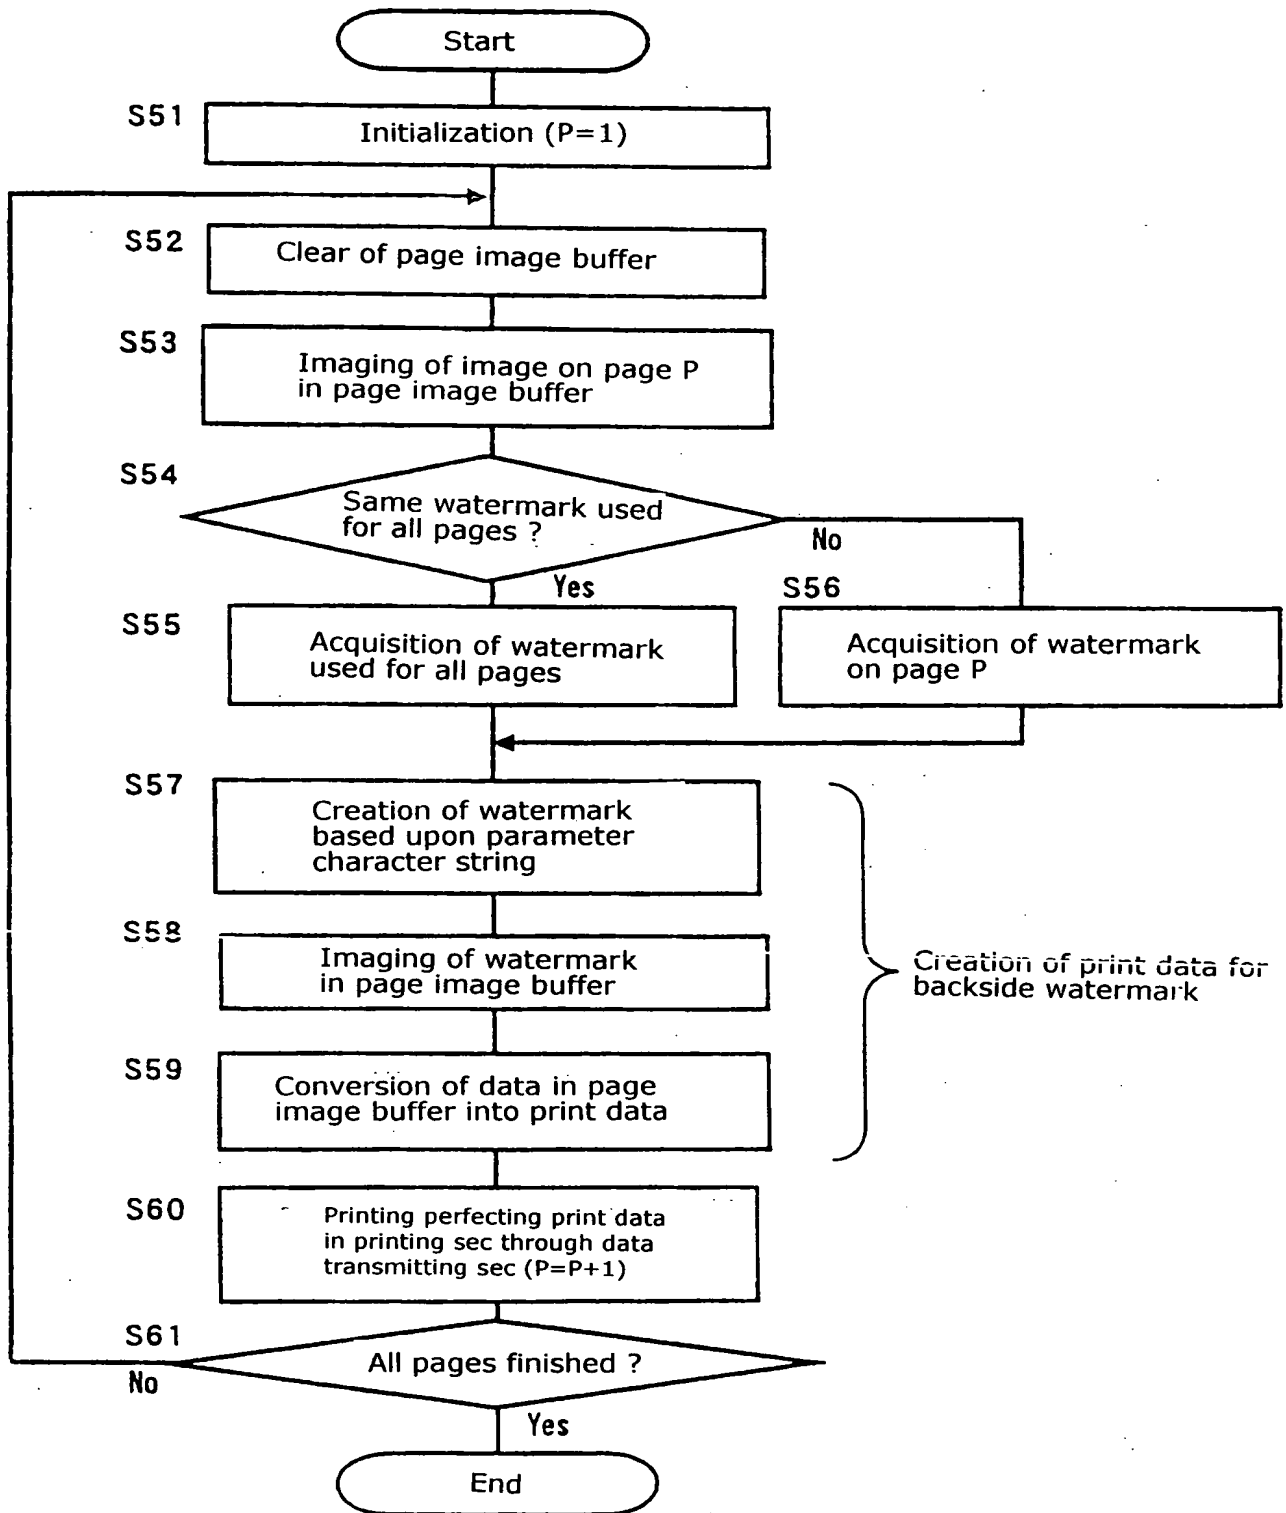 Start
S51
Initialization (P=1)
S52
Clear of page image buffer
S53
Imaging of image on page P
in page image buffer
S54
Same watermark used
for all pages ?
No
Yes
S55
Acquisition of watermark
used for all pages
S56
Acquisition of watermark
on page P
S57
Creation of watermark
based upon parameter
character string
S58
Imaging of watermark
in page image buffer
Creation of print data for
backside watermark
S59
Conversion of data in page
image buffer into print data
S60
Printing perfecting print data
in printing sec through data
transmitting sec (P=P+1)
S61
All pages finished ?
No
Yes
End